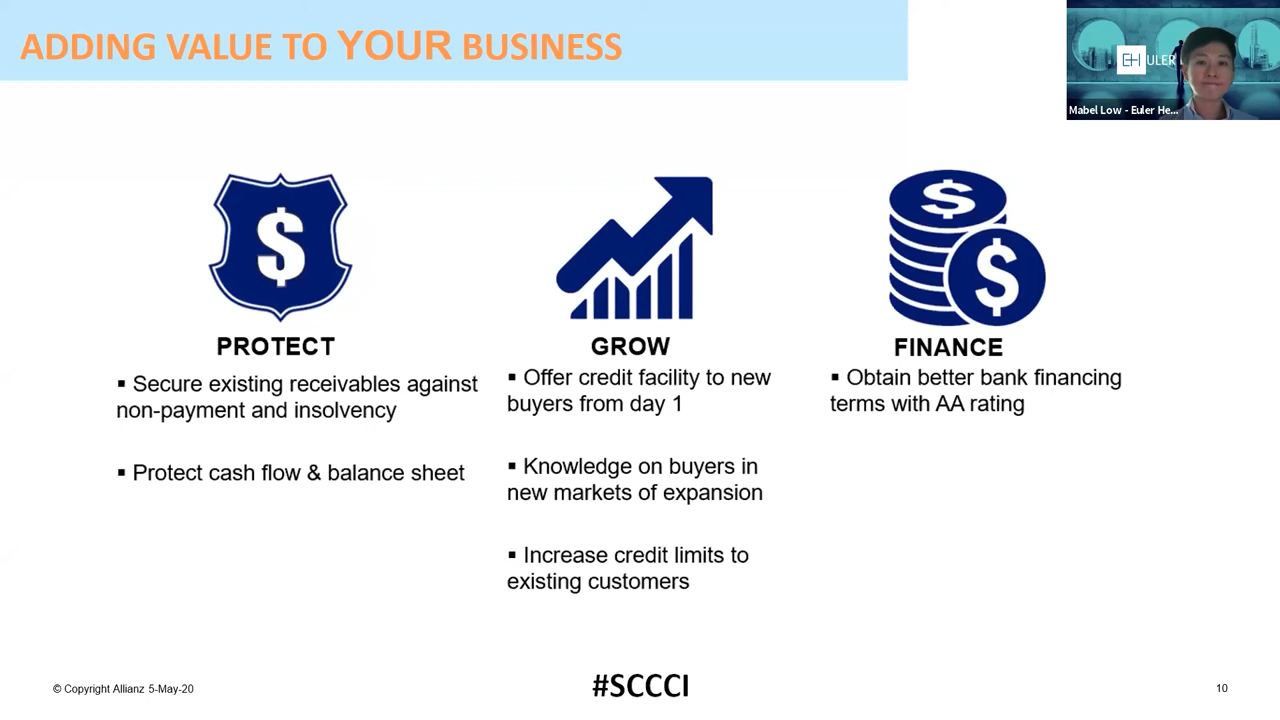 ADDING VALUE TO YOUR BUSINESS
EH ULER
Mabel Low - Euler He...
PROTECT
▪ Secure existing receivables against
non-payment and insolvency
▪ Protect cash flow & balance sheet
GROW
▪ Offer credit facility to new
buyers from day 1
▪ Knowledge on buyers in
new markets of expansion
▪ Increase credit limits to
existing customers
FINANCE
▪ Obtain better bank financing
terms with AA rating
© Copyright Allianz 5-May-20
#SCCCI
10